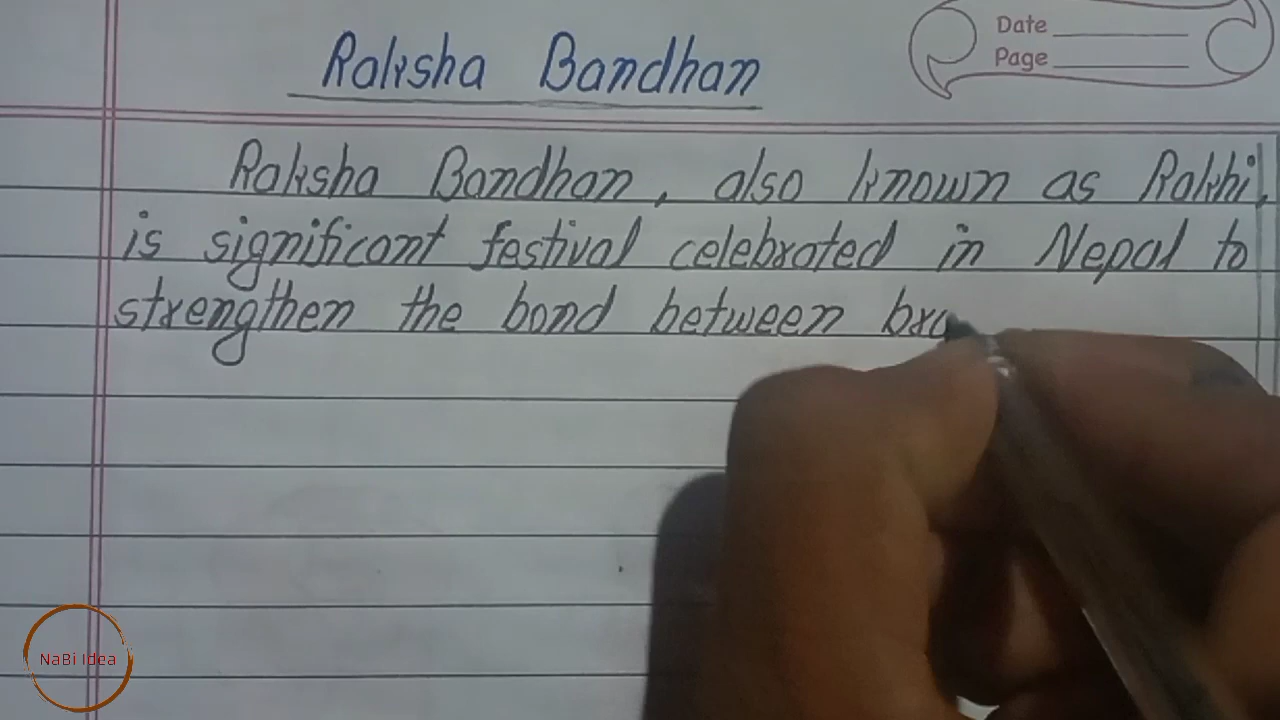 Date
Page
Raksha Bandhan
Raksha Bandhan, also known as Rakhi,
is significant festival celebrated in Nepal to
strengthen the bond between bro
NaBi Idea